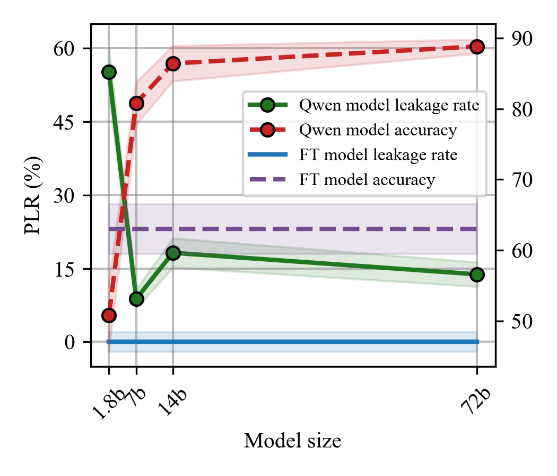 60
45
30
15
0
PLR (%)
90
80
70
60
50
Qwen model leakage rate
Qwen model accuracy
FT model leakage rate
FT model accuracy
1.8b
7b
14b
72b
Model size